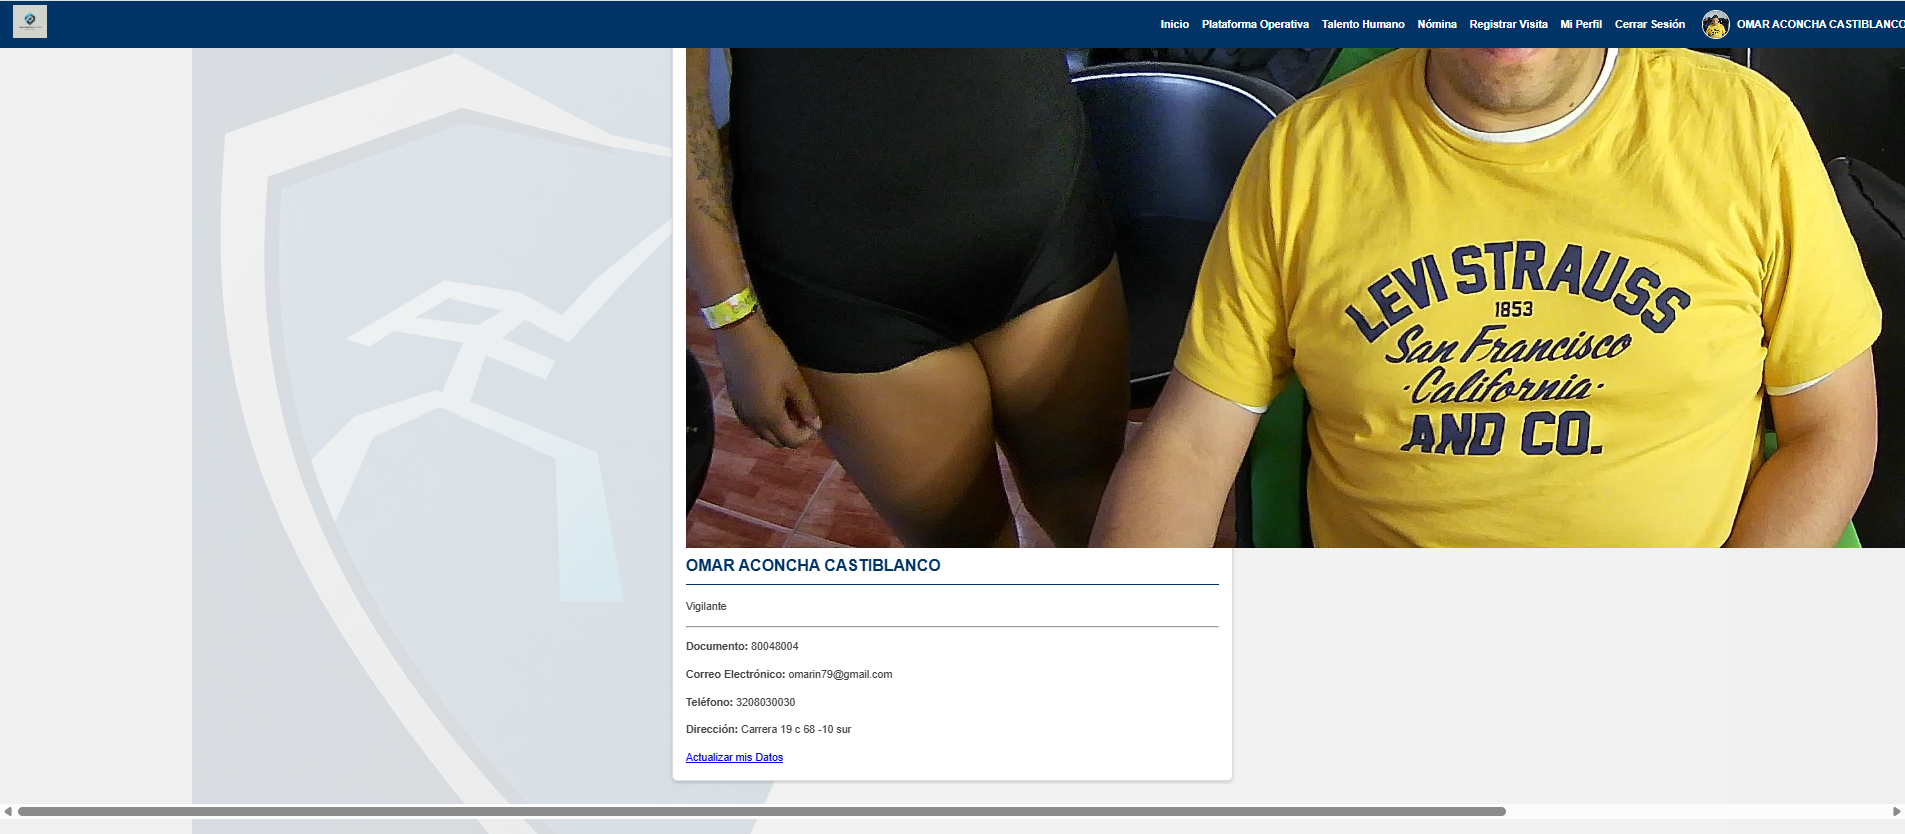 Inicio Plataforma Operativa Talento Humano Nómina Registrar Visita Mi Perfil Cerrar Sesión OMAR ACONCHA CASTIBLANCO
LEVI STRAUSS
1853
San Francisco
·California·
AND CO.
OMAR ACONCHA CASTIBLANCO
Vigilante
Documento: 80048004
Correo Electrónico: omarin79@gmail.com
Teléfono: 3208030030
Dirección: Carrera 19 c 68 -10 sur
Actualizar mis Datos